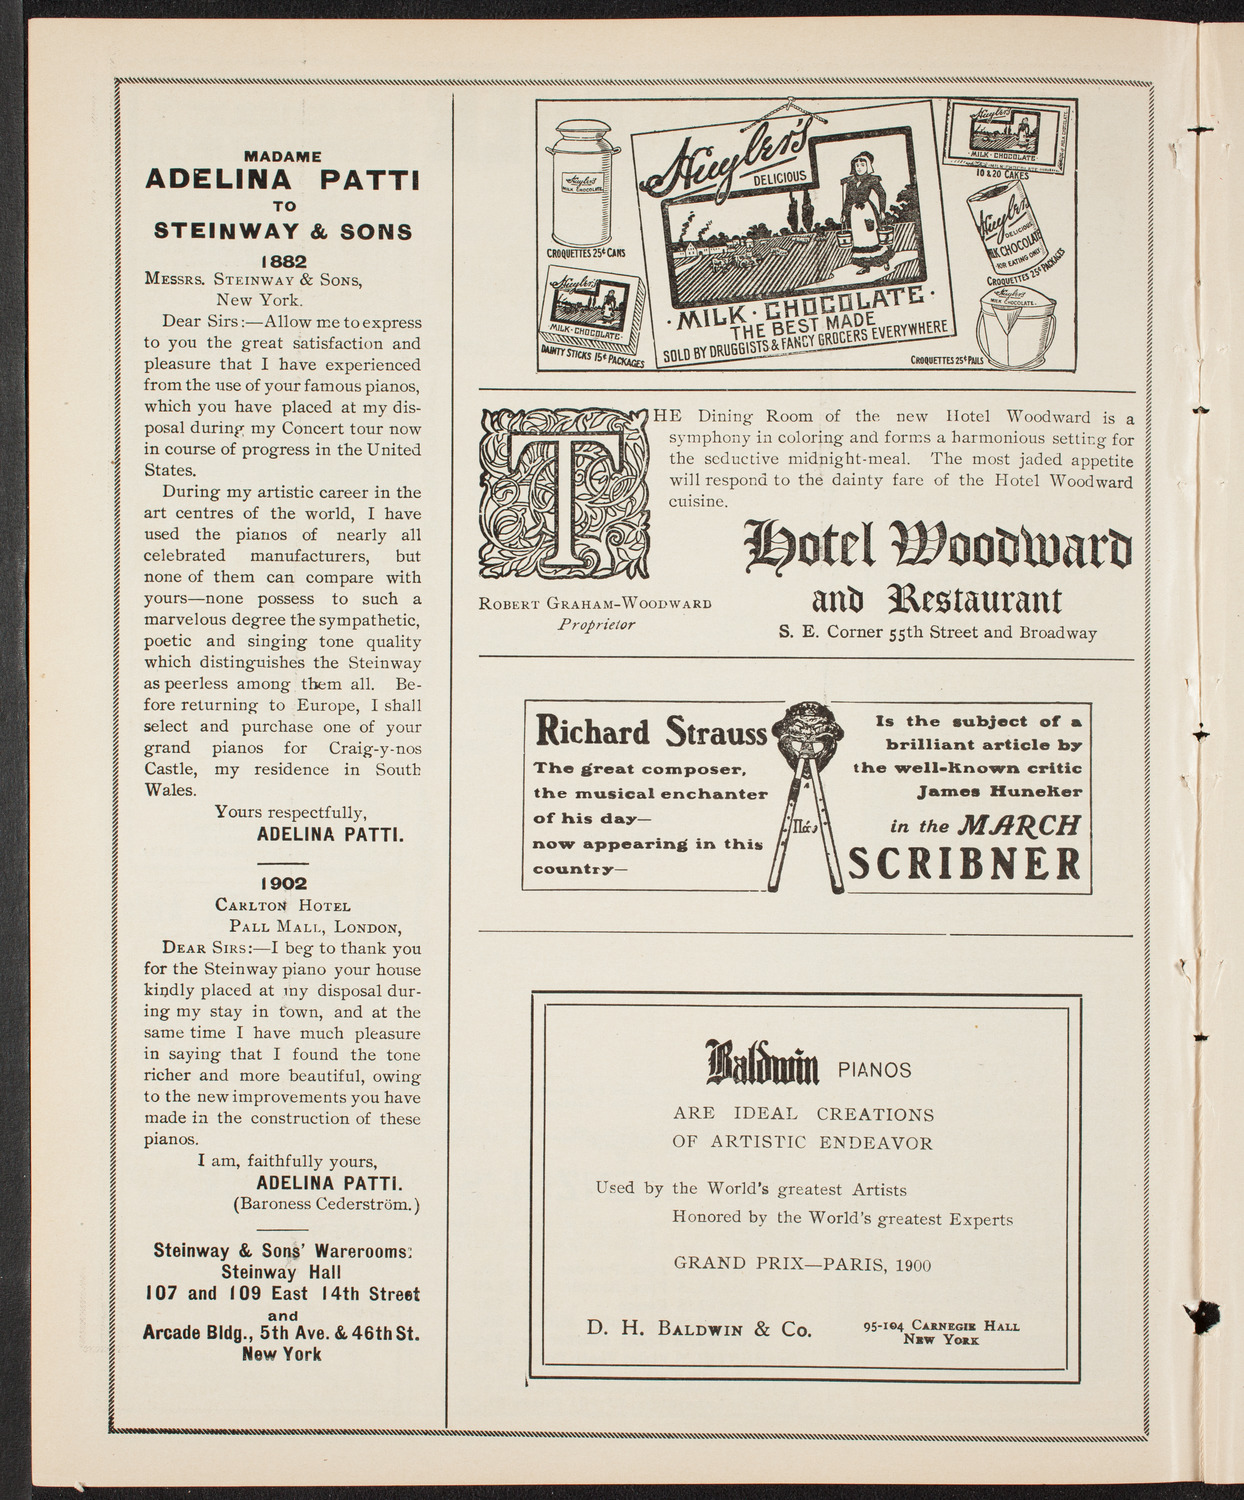 MADAME
ADELINA PATTI
TO
STEINWAY & SONS
1882
MESSRS. STEINWAY & SONS,
New York.
Dear Sirs:—Allow me to express
to you the great satisfaction and
pleasure that I have experienced
from the use of your famous pianos,
which you have placed at my dis-
posal during my Concert tour now
in course of progress in the United
States.
During my artistic career in the
art centres of the world, I have
used the pianos of nearly all
celebrated manufacturers, but
none of them can compare with
yours—none possess to such a
marvelous degree the sympathetic,
poetic and singing tone quality
which distinguishes the Steinway
as peerless among them all. Be-
fore returning to Europe, I shall
select and purchase one of your
grand pianos for Craig-y-nos
Castle, my residence in South
Wales.
Yours respectfully,
ADELINA PATTI.
1902
CARLTON HOTEL
PALL MALL, LONDON,
DEAR SIRS:—I beg to thank you
for the Steinway piano your house
kindly placed at my disposal dur-
ing my stay in town, and at the
same time I have much pleasure
in saying that I found the tone
richer and more beautiful, owing
to the new improvements you have
made in the construction of these
pianos.
I am, faithfully yours,
ADELINA PATTI.
(Baroness Cederström.)
Steinway & Sons' Warerooms:
Steinway Hall
107 and 109 East 14th Street
and
Arcade Bldg., 5th Ave. & 46th St.
New York
Huyler's
MILK CHOCOLATE
CROQUETTES 25¢ CANS
Huyler's
·MILK·CHOCOLATE·
DAINTY STICKS 15¢ PACKAGES
Huyler's
DELICIOUS
·MILK·CHOCOLATE·
THE BEST MADE
SOLD BY DRUGGISTS & FANCY GROCERS EVERYWHERE
Huyler's
·MILK·CHOCOLATE·
10 & 20 CAKES
Huyler's
DELICIOUS
MILK CHOCOLATE
FOR EATING ONLY
CROQUETTES 25¢ PACKAGES
Huyler's
MILK CHOCOLATE
CROQUETTES 25¢ PAILS
THE Dining Room of the new Hotel Woodward is a
symphony in coloring and forms a harmonious setting for
the seductive midnight-meal. The most jaded appetite
will respond to the dainty fare of the Hotel Woodward
cuisine.
Hotel Woodward
and Restaurant
S. E. Corner 55th Street and Broadway
ROBERT GRAHAM-WOODWARD
Proprietor
Richard Strauss
The great composer,
the musical enchanter
of his day—
now appearing in this
country—
Is the subject of a
brilliant article by
the well-known critic
James Huneker
in the MARCH
SCRIBNER
Baldwin PIANOS
ARE IDEAL CREATIONS
OF ARTISTIC ENDEAVOR
Used by the World's greatest Artists
Honored by the World's greatest Experts
GRAND PRIX—PARIS, 1900
D. H. BALDWIN & CO.
95-104 CARNEGIE HALL
NEW YORK